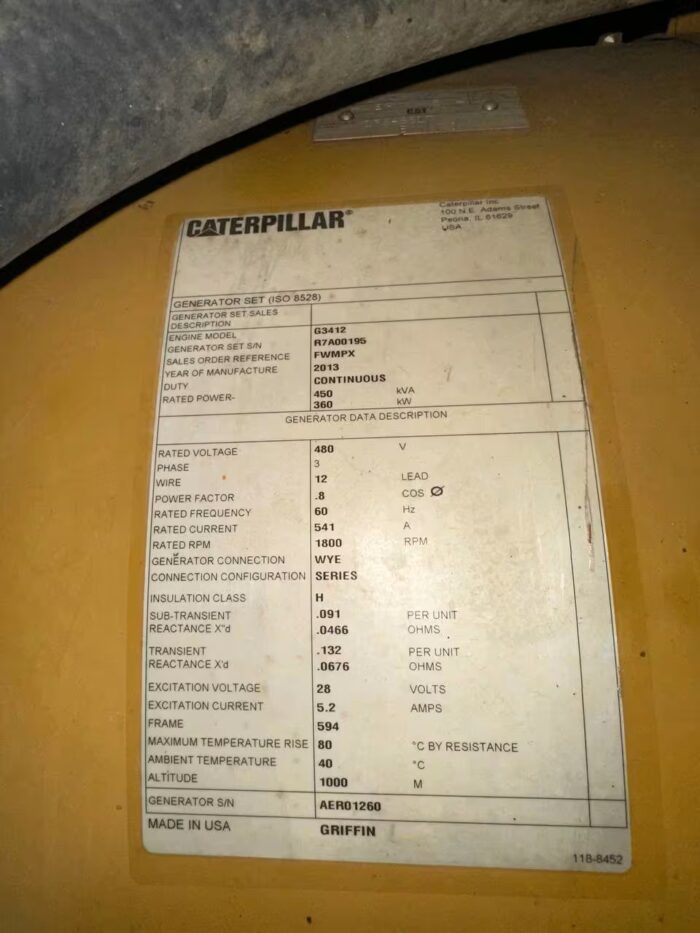 CAT
CATERPILLAR®
Caterpillar Inc.
100 N.E. Adams Street
Peoria, IL 61629
USA
GENERATOR SET (ISO 8528)
GENERATOR SET SALES
DESCRIPTION
ENGINE MODEL G3412
GENERATOR SET S/N R7A00195
SALES ORDER REFERENCE FWMPX
YEAR OF MANUFACTURE 2013
DUTY CONTINUOUS
RATED POWER- 450 kVA
360 kW
GENERATOR DATA DESCRIPTION
RATED VOLTAGE 480 V
PHASE 3
WIRE 12 LEAD
POWER FACTOR .8 COS Ø
RATED FREQUENCY 60 Hz
RATED CURRENT 541 A
RATED RPM 1800 RPM
GENERATOR CONNECTION WYE
CONNECTION CONFIGURATION SERIES
INSULATION CLASS H
SUB-TRANSIENT .091 PER UNIT
REACTANCE X"d .0466 OHMS
TRANSIENT .132 PER UNIT
REACTANCE X'd .0676 OHMS
EXCITATION VOLTAGE 28 VOLTS
EXCITATION CURRENT 5.2 AMPS
FRAME 594
MAXIMUM TEMPERATURE RISE 80 °C BY RESISTANCE
AMBIENT TEMPERATURE 40 °C
ALTITUDE 1000 M
GENERATOR S/N AER01260
MADE IN USA GRIFFIN
118-8452